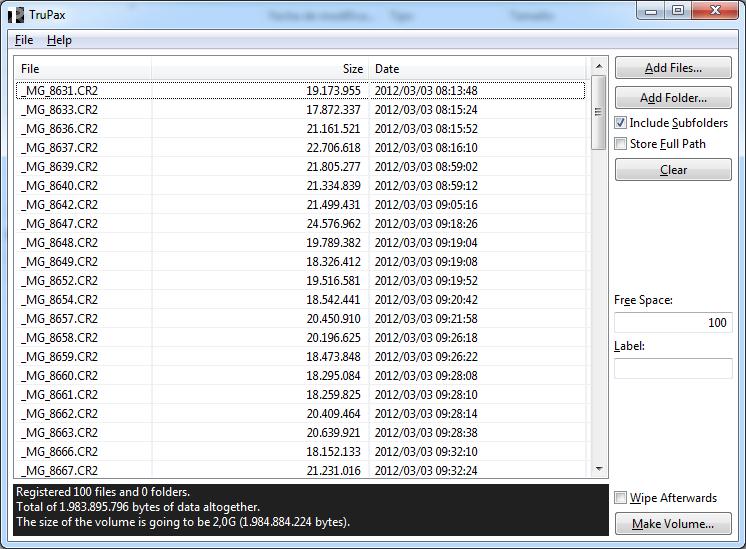 TruPax
Fecha de modifica... Tipo Tamaño
File Help
File Size Date
_MG_8631.CR2 19.173.955 2012/03/03 08:13:48
_MG_8633.CR2 17.872.337 2012/03/03 08:15:24
_MG_8636.CR2 21.161.521 2012/03/03 08:15:52
_MG_8637.CR2 22.706.618 2012/03/03 08:16:10
_MG_8639.CR2 21.805.277 2012/03/03 08:59:02
_MG_8640.CR2 21.334.839 2012/03/03 08:59:12
_MG_8642.CR2 21.499.431 2012/03/03 09:05:16
_MG_8647.CR2 24.576.962 2012/03/03 09:18:26
_MG_8648.CR2 19.789.382 2012/03/03 09:19:04
_MG_8649.CR2 18.326.412 2012/03/03 09:19:08
_MG_8652.CR2 19.516.581 2012/03/03 09:19:52
_MG_8654.CR2 18.542.441 2012/03/03 09:20:42
_MG_8657.CR2 20.450.910 2012/03/03 09:21:58
_MG_8658.CR2 20.196.625 2012/03/03 09:26:18
_MG_8659.CR2 18.473.848 2012/03/03 09:26:22
_MG_8660.CR2 18.295.084 2012/03/03 09:28:08
_MG_8661.CR2 18.259.825 2012/03/03 09:28:10
_MG_8662.CR2 20.409.464 2012/03/03 09:28:14
_MG_8663.CR2 20.639.921 2012/03/03 09:28:38
_MG_8666.CR2 18.152.133 2012/03/03 09:32:10
_MG_8667.CR2 21.231.016 2012/03/03 09:32:24
Registered 100 files and 0 folders.
Total of 1.983.895.796 bytes of data altogether.
The size of the volume is going to be 2,0G (1.984.884.224 bytes).
Add Files...
Add Folder...
Include Subfolders
Store Full Path
Clear
Free Space:
100
Label:
Wipe Afterwards
Make Volume...